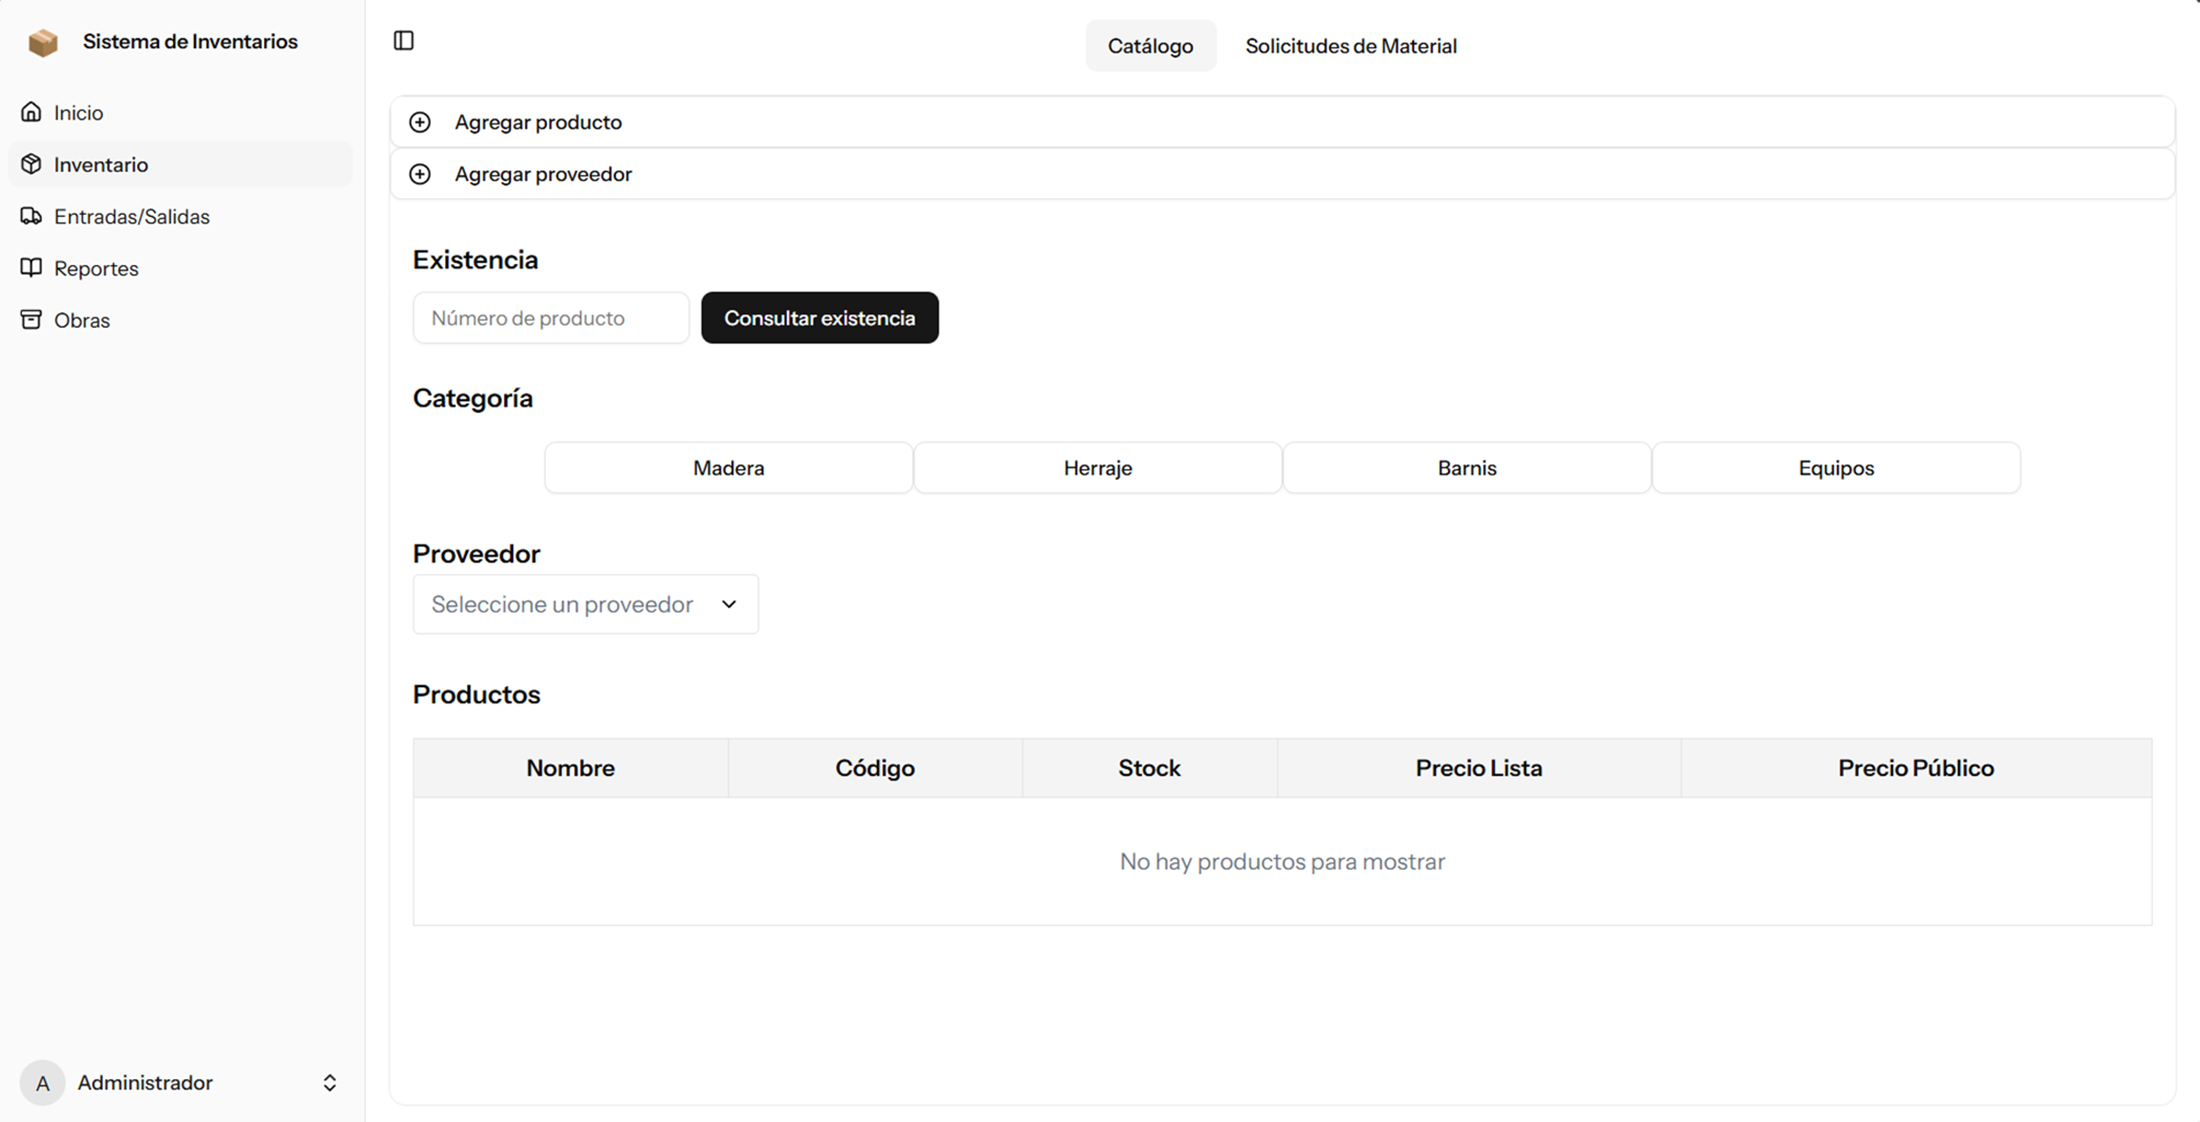 Sistema de Inventarios
Inicio
Inventario
Entradas/Salidas
Reportes
Obras
A Administrador
Catálogo Solicitudes de Material
Agregar producto
Agregar proveedor
Existencia
Número de producto Consultar existencia
Categoría
Madera Herraje Barnis Equipos
Proveedor
Seleccione un proveedor
Productos
Nombre Código Stock Precio Lista Precio Público
No hay productos para mostrar